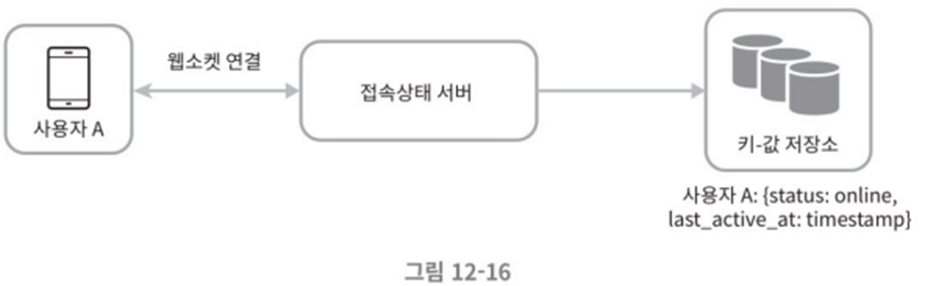 웹소켓 연결
사용자 A
접속상태 서버
키-값 저장소
사용자 A: {status: online,
last_active_at: timestamp}
그림 12-16